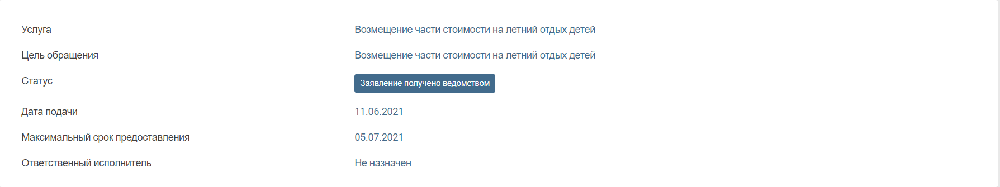 Услуга Возмещение части стоимости на летний отдых детей
Цель обращения Возмещение части стоимости на летний отдых детей
Статус Заявление получено ведомством
Дата подачи 11.06.2021
Максимальный срок предоставления 05.07.2021
Ответственный исполнитель Не назначен